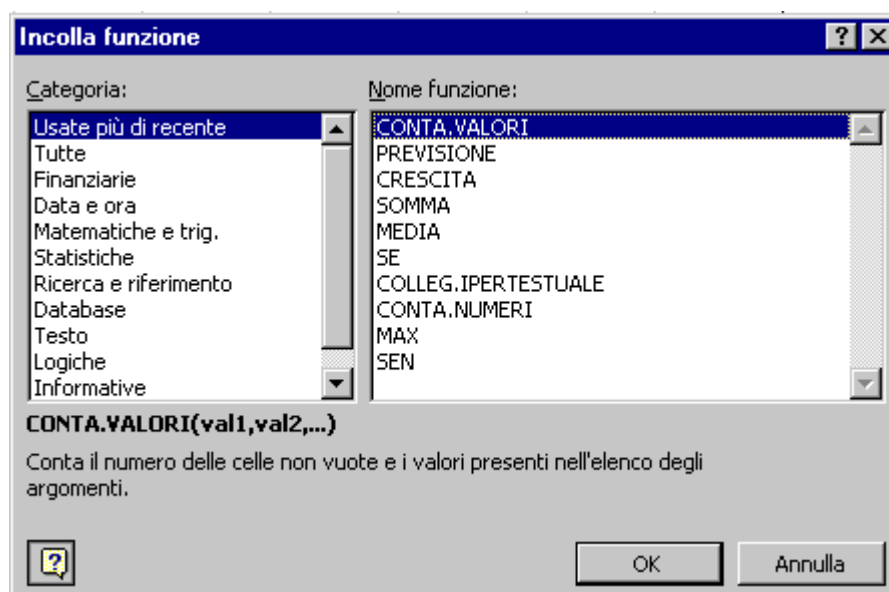 Incolla funzione
Categoria:
Usate più di recente
Tutte
Finanziarie
Data e ora
Matematiche e trig.
Statistiche
Ricerca e riferimento
Database
Testo
Logiche
Informative
Nome funzione:
CONTA.VALORI
PREVISIONE
CRESCITA
SOMMA
MEDIA
SE
COLLEG.IPERTESTUALE
CONTA.NUMERI
MAX
SEN
CONTA.VALORI(val1,val2,...)
Conta il numero delle celle non vuote e i valori presenti nell'elenco degli
argomenti.
OK
Annulla